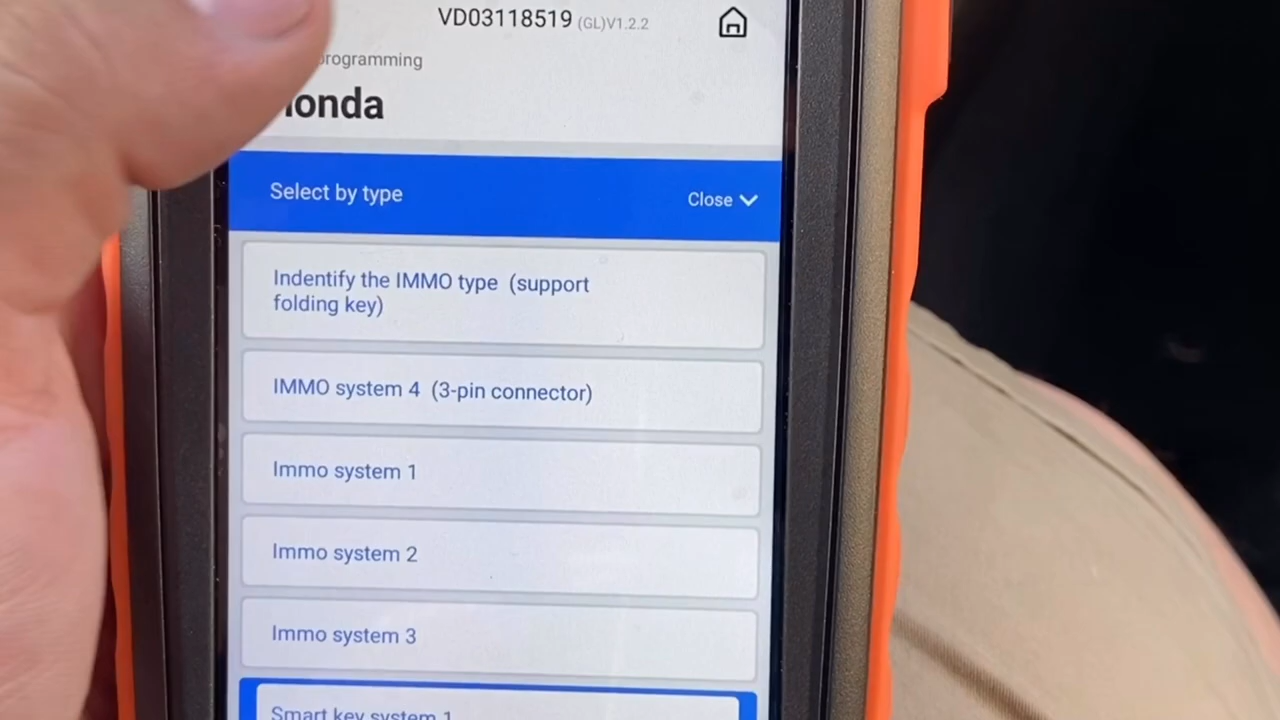 VD03118519 (GL)V1.2.2
programming
Honda
Select by type
Close
Indentify the IMMO type (support
folding key)
IMMO system 4 (3-pin connector)
Immo system 1
Immo system 2
Immo system 3
Smart key system 1